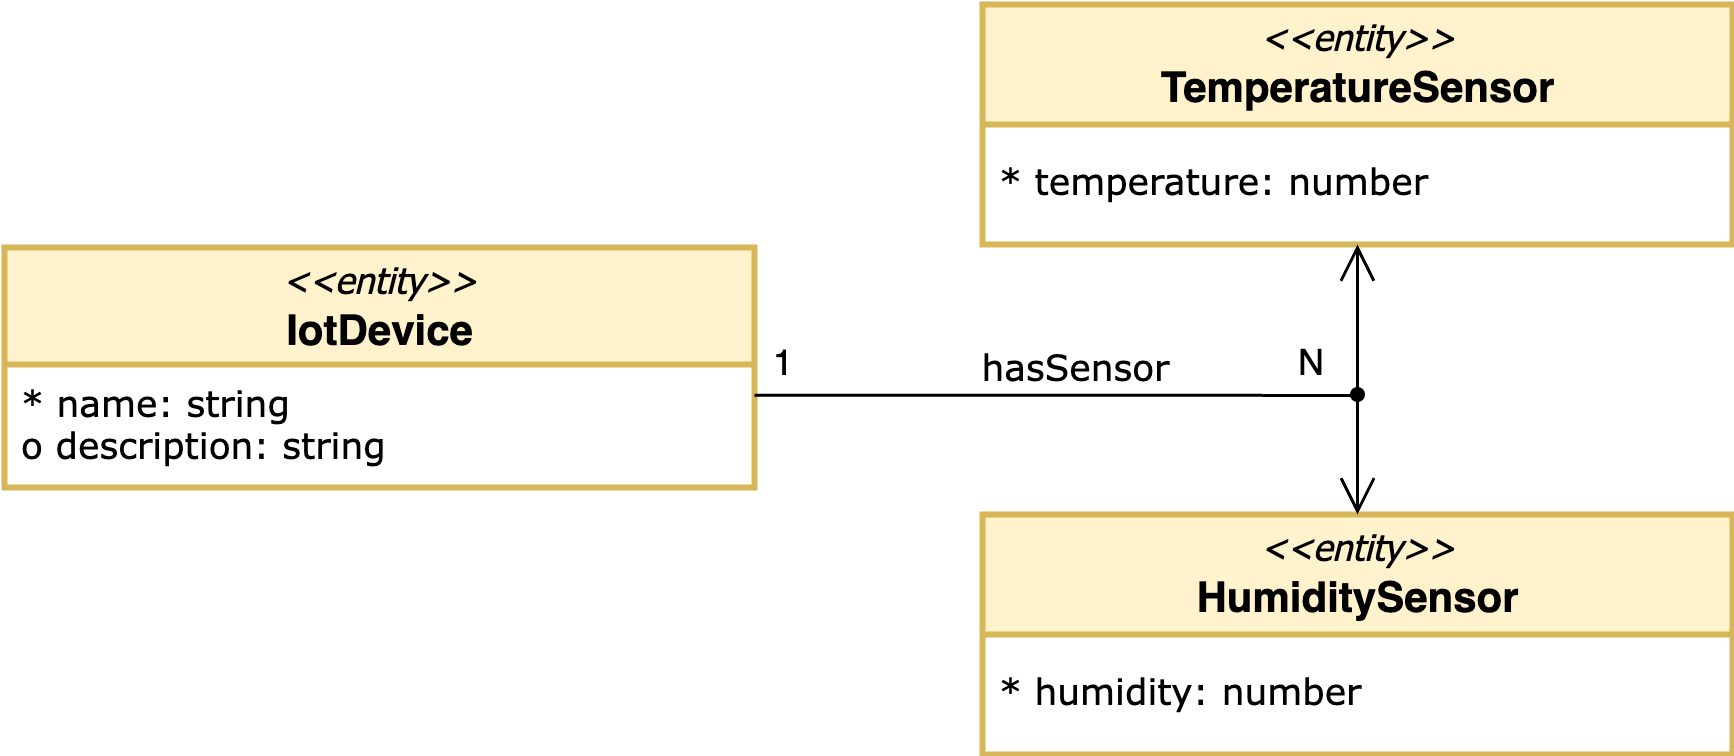 <<entity>>
TemperatureSensor
* temperature: number
<<entity>>
IotDevice
* name: string
o description: string
1
hasSensor
N
<<entity>>
HumiditySensor
* humidity: number